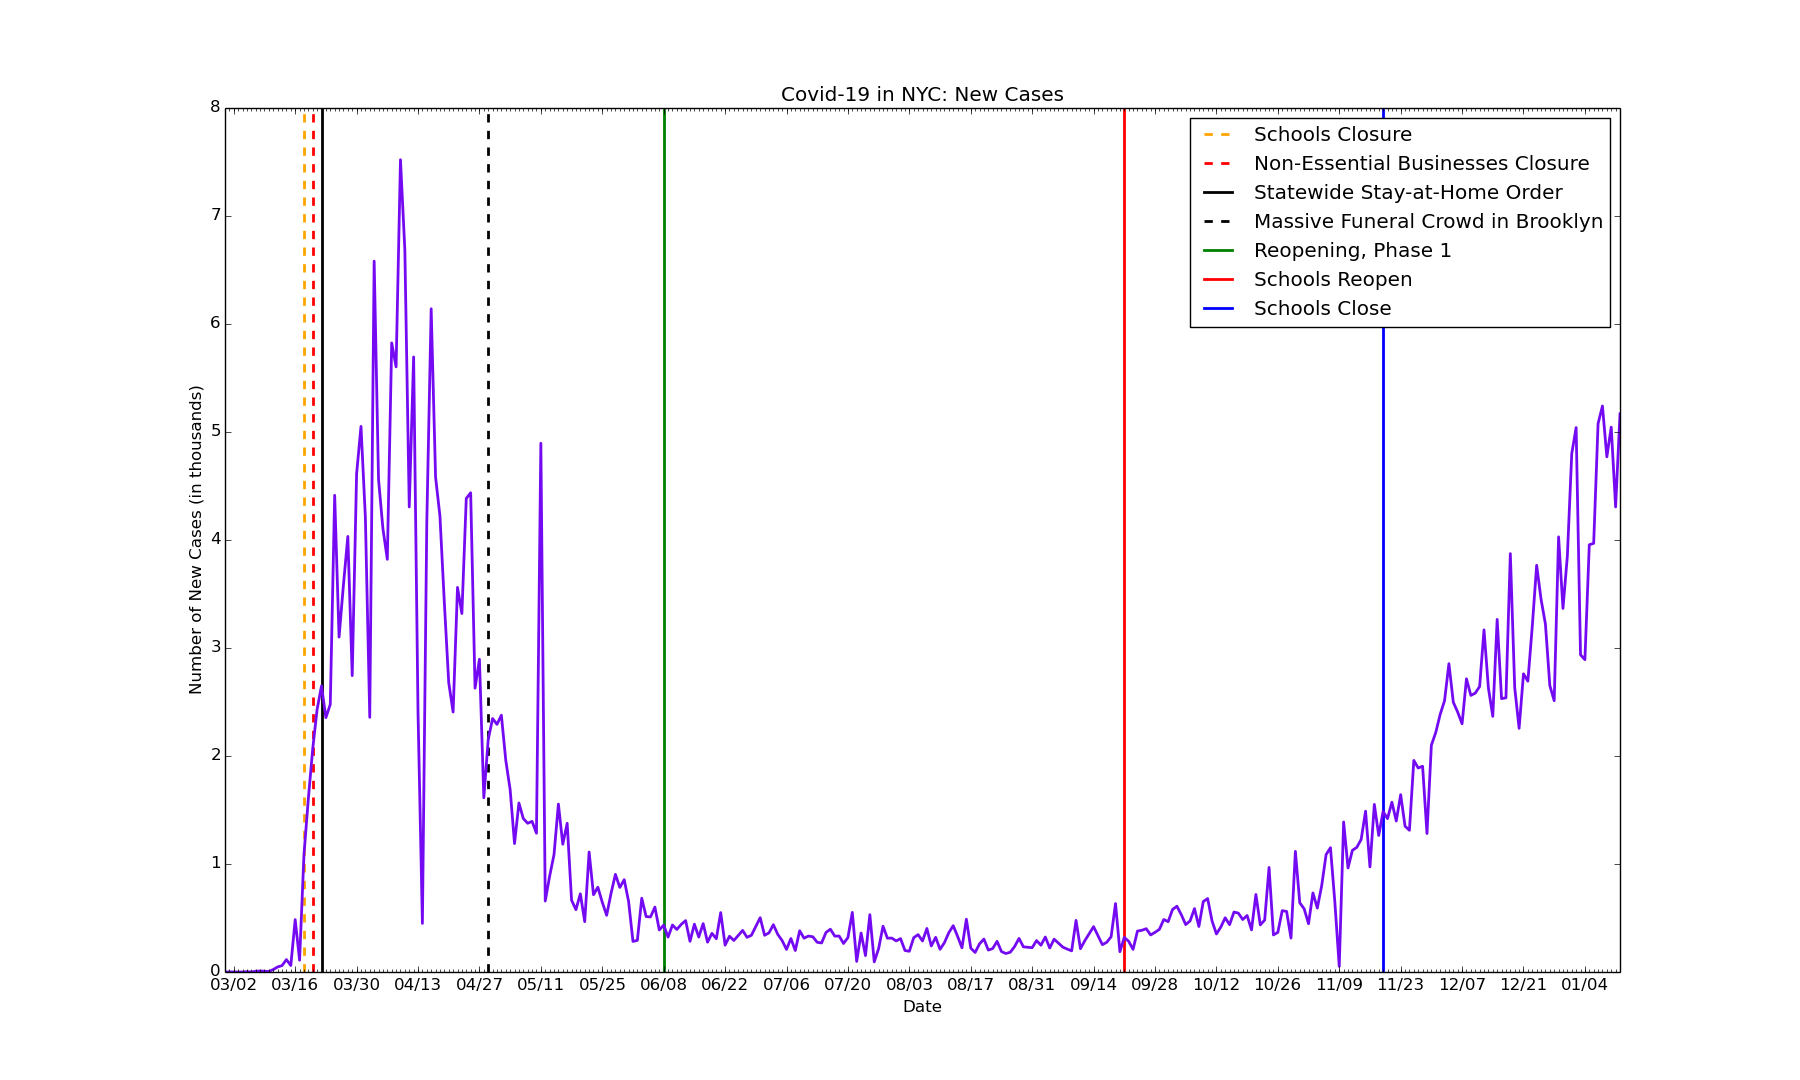 Covid-19 in NYC: New Cases
8
7
6
5
4
3
2
1
0
Number of New Cases (in thousands)
Schools Closure
Non-Essential Businesses Closure
Statewide Stay-at-Home Order
Massive Funeral Crowd in Brooklyn
Reopening, Phase 1
Schools Reopen
Schools Close
03/02 03/16 03/30 04/13 04/27 05/11 05/25 06/08 06/22 07/06 07/20 08/03 08/17 08/31 09/14 09/28 10/12 10/26 11/09 11/23 12/07 12/21 01/04
Date